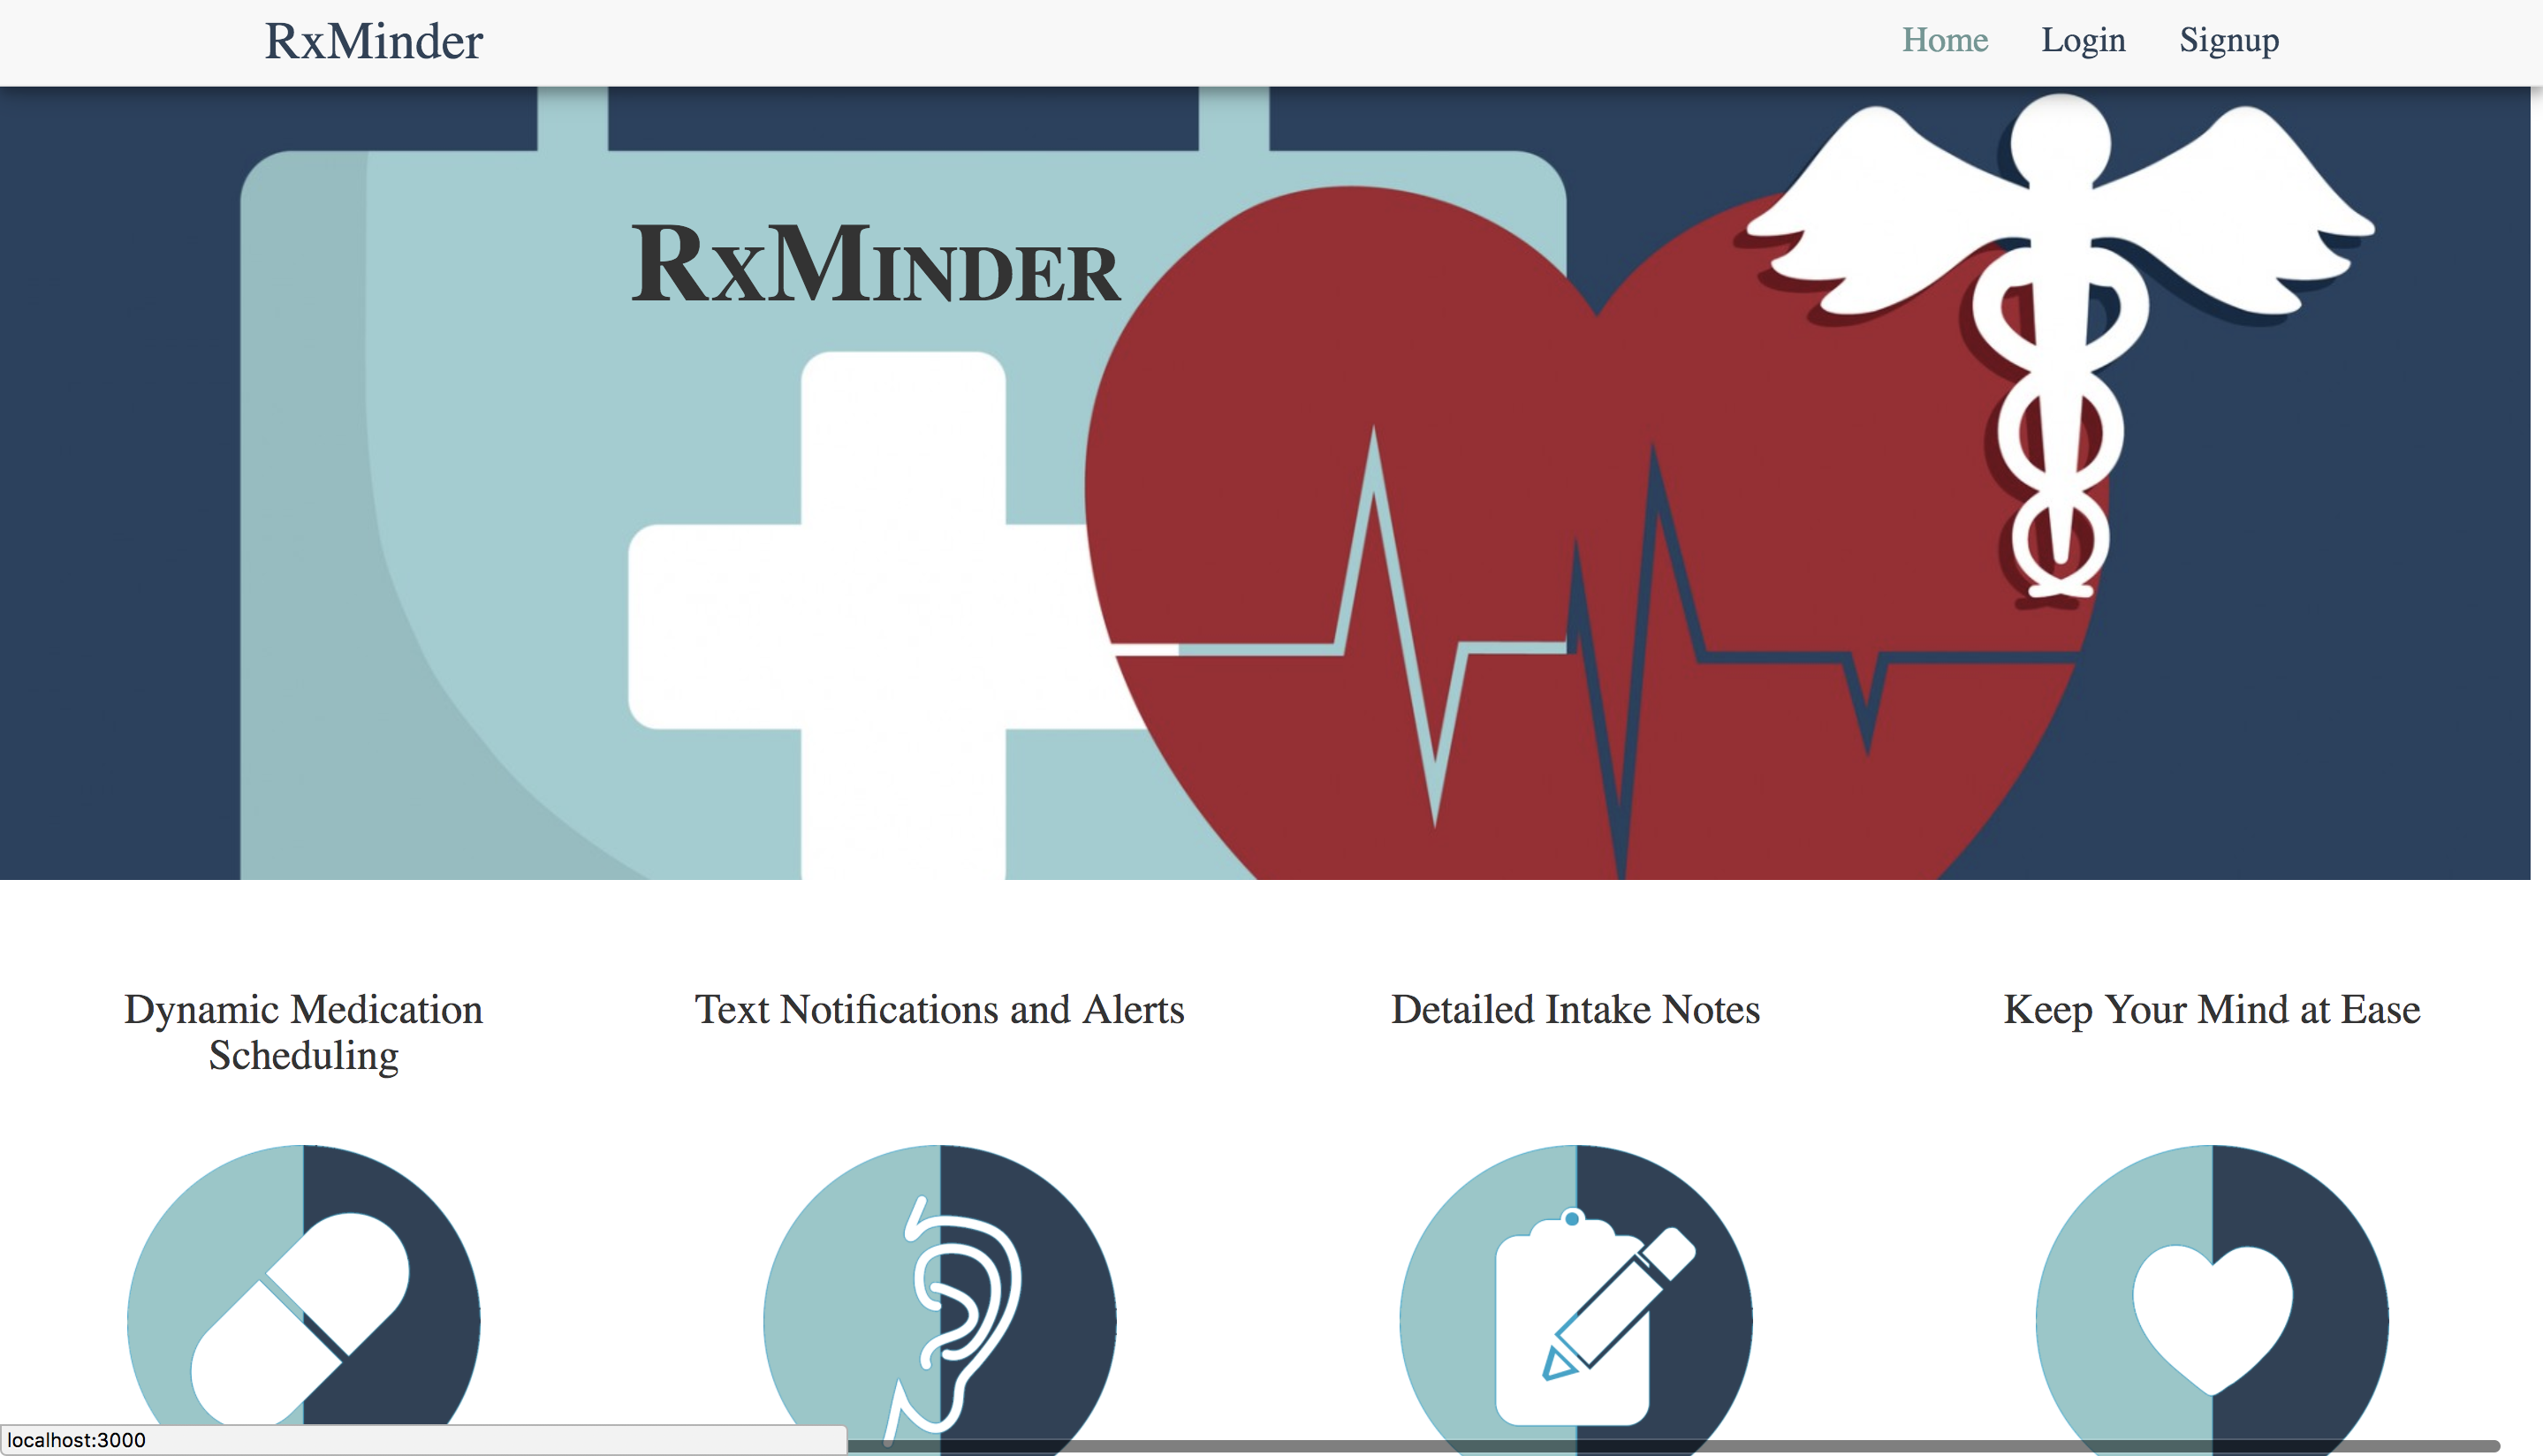 RxMinder
Home Login Signup
RxMinder
Dynamic Medication
Scheduling
Text Notifications and Alerts
Detailed Intake Notes
Keep Your Mind at Ease
localhost:3000